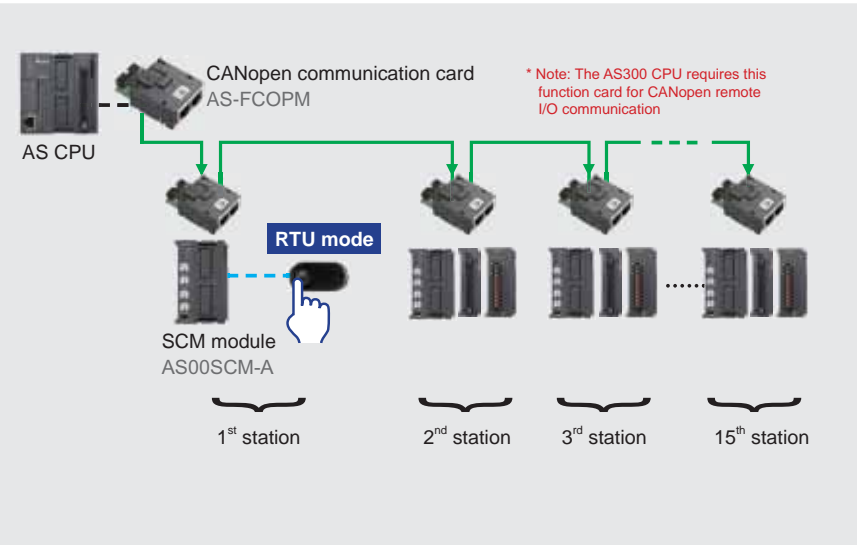 CANopen communication card
AS-FCOPM
* Note: The AS300 CPU requires this
function card for CANopen remote
I/O communication
AS CPU
RTU mode
SCM module
AS00SCM-A
1st station
2nd station
3rd station
15th station